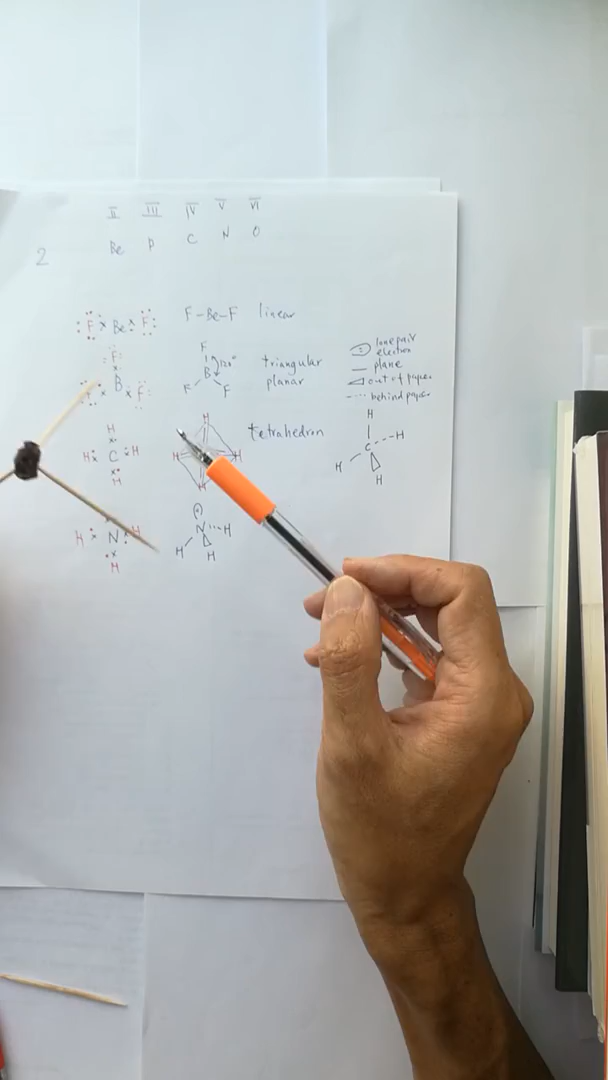 II III IV V VI
2 Be B C N O
F × Be × F F-Be-F linear
lone pair
electron
plane
out of paper
behind paper
F
B
F
F
B 120°
F F
triangular
planar
H
H C H
H
H
H H
H
tetrahedron
H
C H
H
H
H N H
H
N H
H H